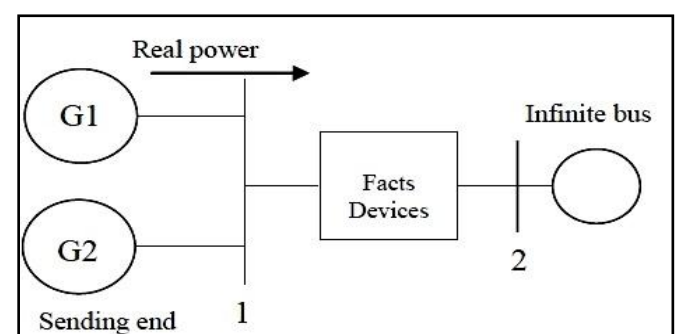 Real power
G1
Infinite bus
Facts
Devices
G2
2
Sending end
1